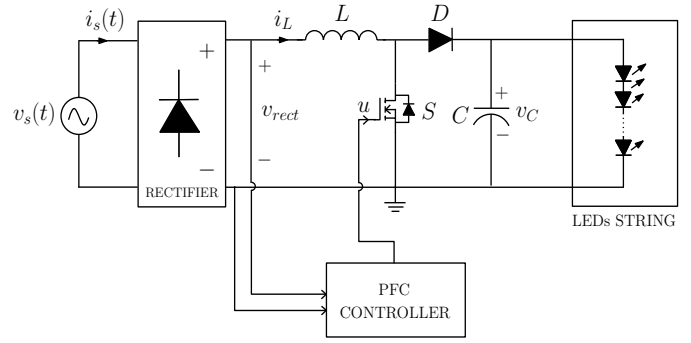 i_s(t)
i_L
L
D
+
+
+
v_s(t)
v_rect
u
S
C
v_C
−
−
−
RECTIFIER
LEDs STRING
PFC
CONTROLLER